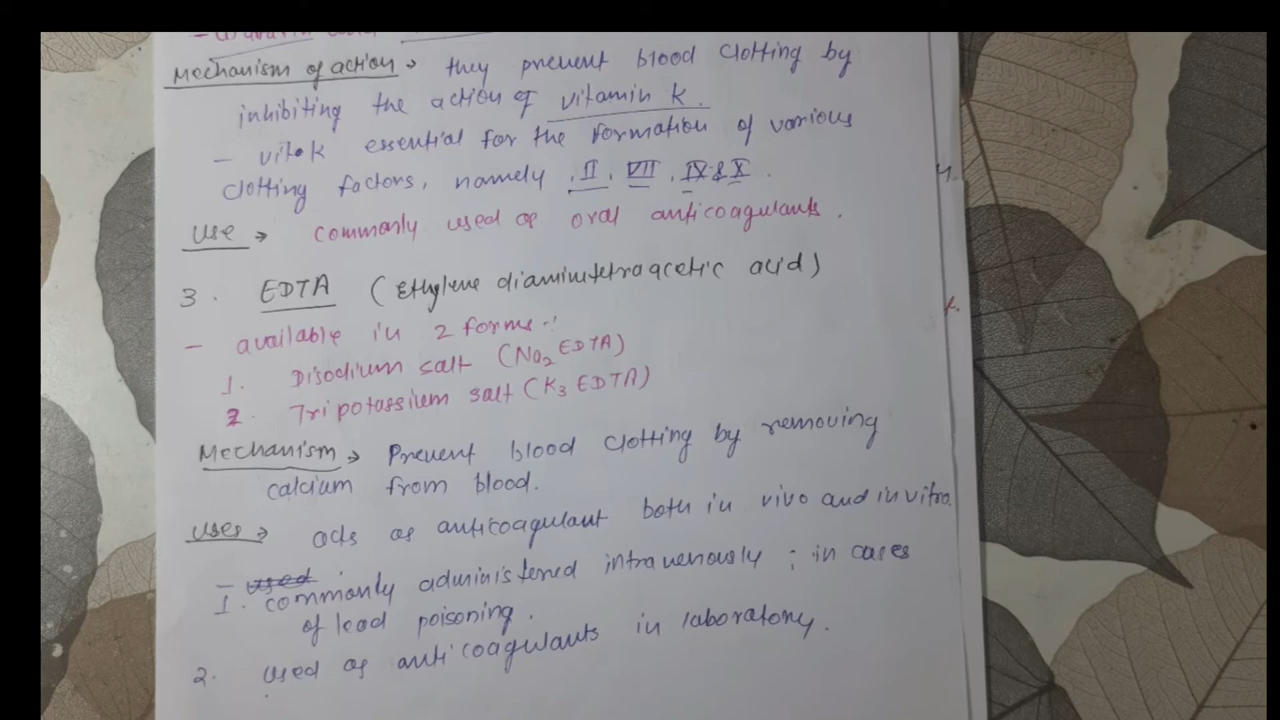 Mechanism of action → they prevent blood clotting by
inhibiting the action of vitamin K.
- vit•K essential for the formation of various
clotting factors, namely II, VII, IX & X.
Use → commonly used as oral anticoagulants.
3. EDTA (Ethylene diaminitetraacetic acid)
- available in 2 forms:-
1. Disodium salt (Na2 EDTA)
2. Tri potassium salt (K3 EDTA)
Mechanism → Prevent blood clotting by removing
calcium from blood.
Uses → acts as anticoagulant both in vivo and in vitro.
- used
1. commonly administered intravenously ; in cases
of lead poisoning.
2. used as anticoagulants in laboratory.